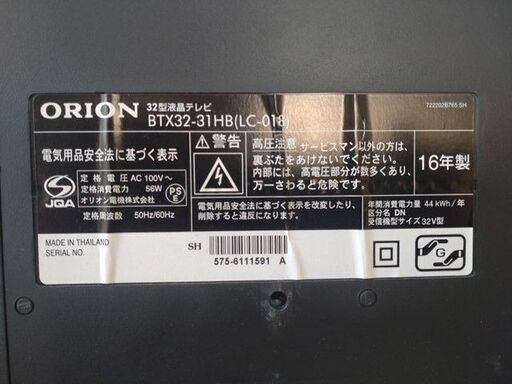 722202B765 SH
ORION 32型液晶テレビ
BTX32-31HB(LC-018)
電気用品安全法に基づく表示
定格電圧 AC 100V~
定格消費電力 56W
オリオン電機株式会社
定格周波数 50Hz/60Hz
JQA
PSE
警告 高圧注意 サービスマン以外の方は、
裏ぶたをあけないでください。
内部には、高電圧部分が数多くあり、
万一さわると危険です。
電気用品安全法に基づく表示を改変したり、
削除すると違反になります。
16年製
年間消費電力量 44 kWh/年
区分名 DN
受信機型サイズ 32V型
MADE IN THAILAND
SERIAL NO.
SH
575-6111591 A
G